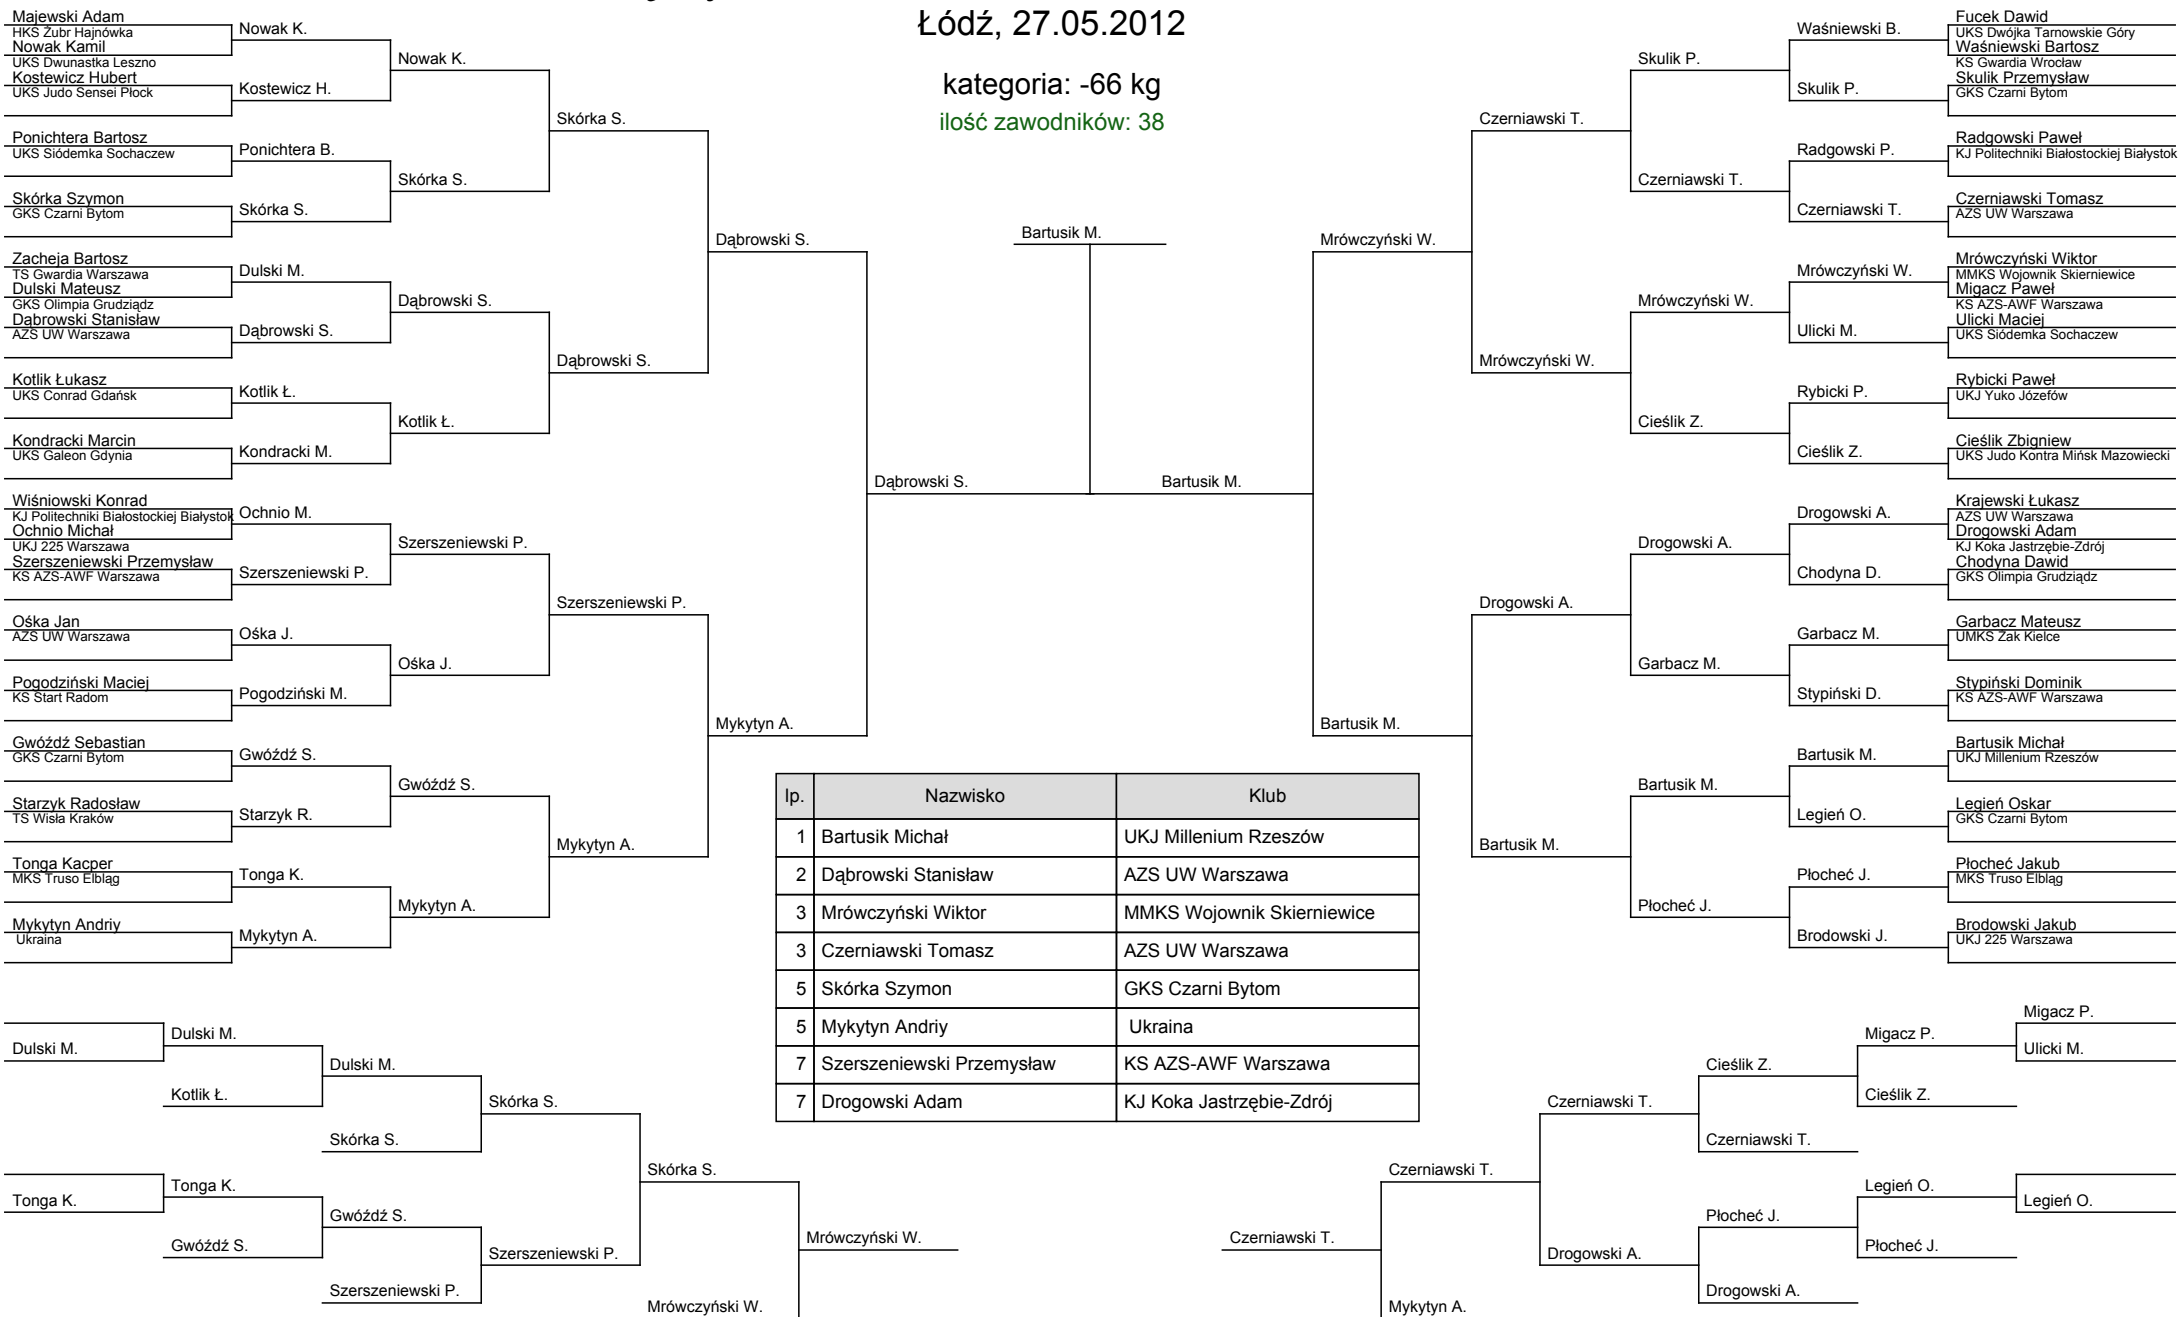 Łódź, 27.05.2012
kategoria: -66 kg
ilość zawodników: 38
Majewski Adam
HKS Żubr Hajnówka
Nowak Kamil
UKS Dwunastka Leszno
Kostewicz Hubert
UKS Judo Sensei Płock
Ponichtera Bartosz
UKS Siódemka Sochaczew
Skórka Szymon
GKS Czarni Bytom
Zacheja Bartosz
TS Gwardia Warszawa
Dulski Mateusz
GKS Olimpia Grudziądz
Dąbrowski Stanisław
AZS UW Warszawa
Kotlik Łukasz
UKS Conrad Gdańsk
Kondracki Marcin
UKS Galeon Gdynia
Wiśniowski Konrad
KJ Politechniki Białostockiej Białystok
Ochnio Michał
UKJ 225 Warszawa
Szerszeniewski Przemysław
KS AZS-AWF Warszawa
Ośka Jan
AZS UW Warszawa
Pogodziński Maciej
KS Start Radom
Gwóźdź Sebastian
GKS Czarni Bytom
Starzyk Radosław
TS Wisła Kraków
Tonga Kacper
MKS Truso Elbląg
Mykytyn Andriy
Ukraina
Nowak K.
Kostewicz H.
Ponichtera B.
Skórka S.
Dulski M.
Dąbrowski S.
Kotlik Ł.
Kondracki M.
Ochnio M.
Szerszeniewski P.
Ośka J.
Pogodziński M.
Gwóźdź S.
Starzyk R.
Tonga K.
Mykytyn A.
Nowak K.
Skórka S.
Dąbrowski S.
Kotlik Ł.
Szerszeniewski P.
Ośka J.
Gwóźdź S.
Mykytyn A.
Skórka S.
Dąbrowski S.
Szerszeniewski P.
Mykytyn A.
Dąbrowski S.
Mykytyn A.
Dąbrowski S.
Bartusik M.
Bartusik M.
Mrówczyński W.
Bartusik M.
Czerniawski T.
Mrówczyński W.
Drogowski A.
Bartusik M.
Skulik P.
Czerniawski T.
Mrówczyński W.
Cieślik Z.
Drogowski A.
Garbacz M.
Bartusik M.
Płocheć J.
Waśniewski B.
Skulik P.
Radgowski P.
Czerniawski T.
Mrówczyński W.
Ulicki M.
Rybicki P.
Cieślik Z.
Drogowski A.
Chodyna D.
Garbacz M.
Stypiński D.
Bartusik M.
Legień O.
Płocheć J.
Brodowski J.
Fucek Dawid
UKS Dwójka Tarnowskie Góry
Waśniewski Bartosz
KS Gwardia Wrocław
Skulik Przemysław
GKS Czarni Bytom
Radgowski Paweł
KJ Politechniki Białostockiej Białystok
Czerniawski Tomasz
AZS UW Warszawa
Mrówczyński Wiktor
MMKS Wojownik Skierniewice
Migacz Paweł
KS AZS-AWF Warszawa
Ulicki Maciej
UKS Siódemka Sochaczew
Rybicki Paweł
UKJ Yuko Józefów
Cieślik Zbigniew
UKS Judo Kontra Mińsk Mazowiecki
Krajewski Łukasz
AZS UW Warszawa
Drogowski Adam
KJ Koka Jastrzębie-Zdrój
Chodyna Dawid
GKS Olimpia Grudziądz
Garbacz Mateusz
UMKS Żak Kielce
Stypiński Dominik
KS AZS-AWF Warszawa
Bartusik Michał
UKJ Millenium Rzeszów
Legień Oskar
GKS Czarni Bytom
Płocheć Jakub
MKS Truso Elbląg
Brodowski Jakub
UKJ 225 Warszawa
lp. Nazwisko Klub
1 Bartusik Michał UKJ Millenium Rzeszów
2 Dąbrowski Stanisław AZS UW Warszawa
3 Mrówczyński Wiktor MMKS Wojownik Skierniewice
3 Czerniawski Tomasz AZS UW Warszawa
5 Skórka Szymon GKS Czarni Bytom
5 Mykytyn Andriy Ukraina
7 Szerszeniewski Przemysław KS AZS-AWF Warszawa
7 Drogowski Adam KJ Koka Jastrzębie-Zdrój
Dulski M.
Tonga K.
Dulski M.
Kotlik Ł.
Tonga K.
Gwóźdź S.
Dulski M.
Skórka S.
Gwóźdź S.
Szerszeniewski P.
Skórka S.
Szerszeniewski P.
Skórka S.
Mrówczyński W.
Mrówczyński W.
Czerniawski T.
Czerniawski T.
Mykytyn A.
Czerniawski T.
Drogowski A.
Cieślik Z.
Czerniawski T.
Płocheć J.
Drogowski A.
Migacz P.
Cieślik Z.
Legień O.
Płocheć J.
Migacz P.
Ulicki M.
Legień O.